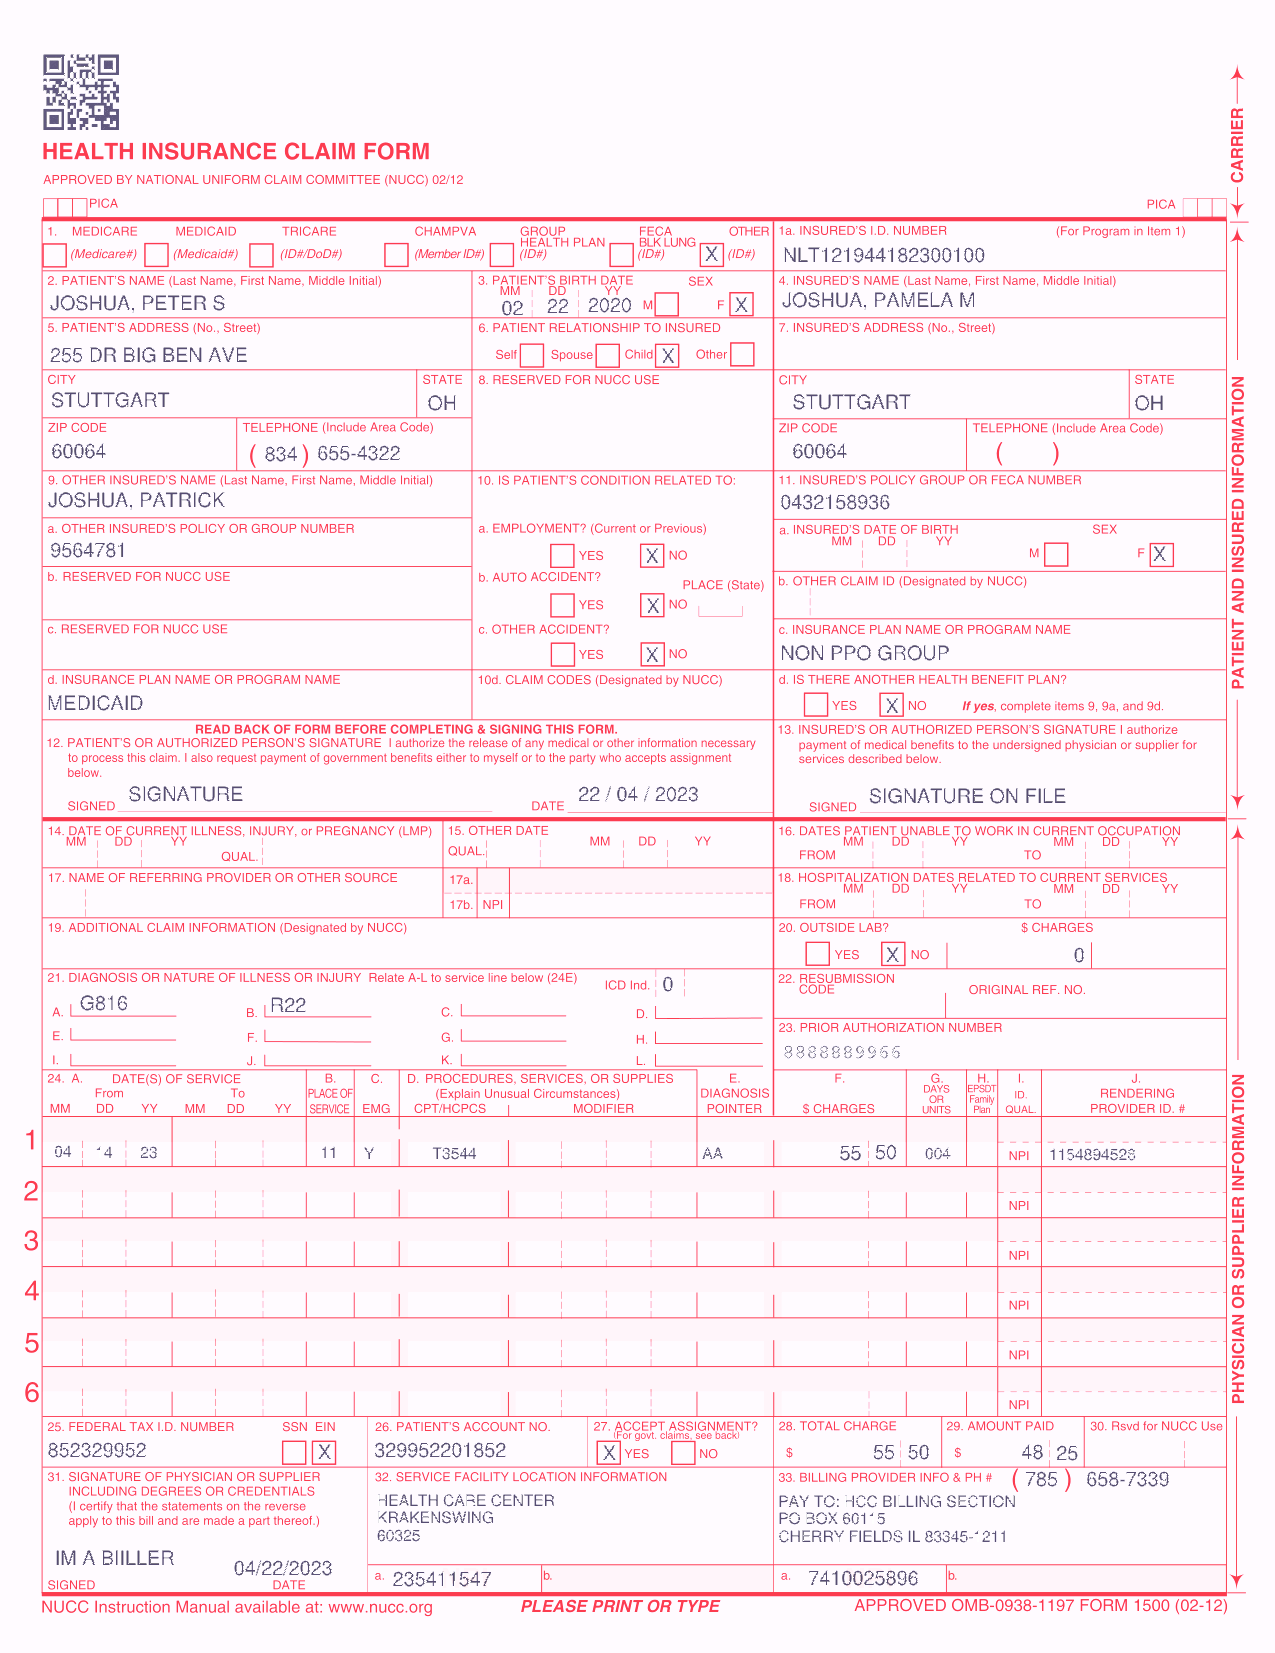 HEALTH INSURANCE CLAIM FORM
APPROVED BY NATIONAL UNIFORM CLAIM COMMITTEE (NUCC) 02/12
PICA
PICA
CARRIER
1. MEDICARE MEDICAID TRICARE CHAMPVA GROUP HEALTH PLAN FECA BLK LUNG OTHER
(Medicare#) (Medicaid#) (ID#/DoD#) (Member ID#) (ID#) (ID#) X (ID#)
1a. INSURED'S I.D. NUMBER (For Program in Item 1)
NLT121944182300100
2. PATIENT'S NAME (Last Name, First Name, Middle Initial)
JOSHUA, PETER S
3. PATIENT'S BIRTH DATE SEX
MM DD YY
02 22 2020 M F X
4. INSURED'S NAME (Last Name, First Name, Middle Initial)
JOSHUA, PAMELA M
5. PATIENT'S ADDRESS (No., Street)
255 DR BIG BEN AVE
6. PATIENT RELATIONSHIP TO INSURED
Self Spouse Child X Other
7. INSURED'S ADDRESS (No., Street)
CITY STATE
STUTTGART OH
8. RESERVED FOR NUCC USE
CITY STATE
STUTTGART OH
ZIP CODE TELEPHONE (Include Area Code)
60064 ( 834 ) 655-4322
ZIP CODE TELEPHONE (Include Area Code)
60064 ( )
9. OTHER INSURED'S NAME (Last Name, First Name, Middle Initial)
JOSHUA, PATRICK
10. IS PATIENT'S CONDITION RELATED TO:
11. INSURED'S POLICY GROUP OR FECA NUMBER
0432158936
a. OTHER INSURED'S POLICY OR GROUP NUMBER
9564781
a. EMPLOYMENT? (Current or Previous)
YES X NO
a. INSURED'S DATE OF BIRTH SEX
MM DD YY
M F X
b. RESERVED FOR NUCC USE
b. AUTO ACCIDENT? PLACE (State)
YES X NO
b. OTHER CLAIM ID (Designated by NUCC)
c. RESERVED FOR NUCC USE
c. OTHER ACCIDENT?
YES X NO
c. INSURANCE PLAN NAME OR PROGRAM NAME
NON PPO GROUP
d. INSURANCE PLAN NAME OR PROGRAM NAME
MEDICAID
10d. CLAIM CODES (Designated by NUCC)
d. IS THERE ANOTHER HEALTH BENEFIT PLAN?
YES X NO If yes, complete items 9, 9a, and 9d.
PATIENT AND INSURED INFORMATION
READ BACK OF FORM BEFORE COMPLETING & SIGNING THIS FORM.
12. PATIENT'S OR AUTHORIZED PERSON'S SIGNATURE I authorize the release of any medical or other information necessary
to process this claim. I also request payment of government benefits either to myself or to the party who accepts assignment
below.
SIGNED SIGNATURE DATE 22 / 04 / 2023
13. INSURED'S OR AUTHORIZED PERSON'S SIGNATURE I authorize
payment of medical benefits to the undersigned physician or supplier for
services described below.
SIGNED SIGNATURE ON FILE
14. DATE OF CURRENT ILLNESS, INJURY, or PREGNANCY (LMP)
MM DD YY
QUAL.
15. OTHER DATE
QUAL. MM DD YY
16. DATES PATIENT UNABLE TO WORK IN CURRENT OCCUPATION
MM DD YY MM DD YY
FROM TO
17. NAME OF REFERRING PROVIDER OR OTHER SOURCE
17a.
17b. NPI
18. HOSPITALIZATION DATES RELATED TO CURRENT SERVICES
MM DD YY MM DD YY
FROM TO
19. ADDITIONAL CLAIM INFORMATION (Designated by NUCC)
20. OUTSIDE LAB? $ CHARGES
YES X NO 0
21. DIAGNOSIS OR NATURE OF ILLNESS OR INJURY Relate A-L to service line below (24E)
ICD Ind. 0
A. G816 B. R22 C. D.
E. F. G. H.
I. J. K. L.
22. RESUBMISSION
CODE ORIGINAL REF. NO.
23. PRIOR AUTHORIZATION NUMBER
8888889966
24. A. DATE(S) OF SERVICE B. C. D. PROCEDURES, SERVICES, OR SUPPLIES E. F. G. H. I. J.
From To PLACE OF (Explain Unusual Circumstances) DIAGNOSIS DAYS OR EPSDT Family ID. RENDERING
MM DD YY MM DD YY SERVICE EMG CPT/HCPCS MODIFIER POINTER $ CHARGES UNITS Plan QUAL. PROVIDER ID. #
1 04 14 23 11 Y T3544 AA 55 50 004 NPI 1154894528
2 NPI
3 NPI
4 NPI
5 NPI
6 NPI
PHYSICIAN OR SUPPLIER INFORMATION
25. FEDERAL TAX I.D. NUMBER SSN EIN
852329952 X
26. PATIENT'S ACCOUNT NO.
329952201852
27. ACCEPT ASSIGNMENT?
(For govt. claims, see back)
X YES NO
28. TOTAL CHARGE
$ 55 50
29. AMOUNT PAID
$ 48 25
30. Rsvd for NUCC Use
31. SIGNATURE OF PHYSICIAN OR SUPPLIER
INCLUDING DEGREES OR CREDENTIALS
(I certify that the statements on the reverse
apply to this bill and are made a part thereof.)
IM A BIILLER 04/22/2023
SIGNED DATE
32. SERVICE FACILITY LOCATION INFORMATION
HEALTH CARE CENTER
KRAKENSWING
60325
a. 235411547 b.
33. BILLING PROVIDER INFO & PH # ( 785 ) 658-7339
PAY TO: HCC BILLING SECTION
PO BOX 60115
CHERRY FIELDS IL 83345-1211
a. 7410025896 b.
NUCC Instruction Manual available at: www.nucc.org
PLEASE PRINT OR TYPE
APPROVED OMB-0938-1197 FORM 1500 (02-12)